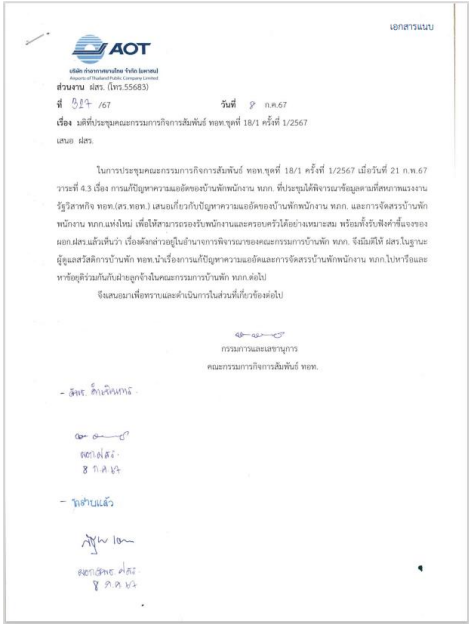 เอกสารแนบ
AOT
บริษัท ท่าอากาศยานไทย จำกัด (มหาชน)
Airports of Thailand Public Company Limited
ส่วนงาน ฝสร. (โทร.55683)
ที่ 327 /67 วันที่ 8 ก.ค.67
เรื่อง มติที่ประชุมคณะกรรมการกิจการสัมพันธ์ ทอท.ชุดที่ 18/1 ครั้งที่ 1/2567
เสนอ ฝสร.
ในการประชุมคณะกรรมการกิจการสัมพันธ์ ทอท.ชุดที่ 18/1 ครั้งที่ 1/2567 เมื่อวันที่ 21 ก.พ.67
วาระที่ 4.3 เรื่อง การแก้ปัญหาความแออัดของบ้านพักพนักงาน ทภก. ที่ประชุมได้พิจารณาข้อมูลตามที่สหภาพแรงงาน
รัฐวิสาหกิจ ทอท.(สร.ทอท.) เสนอเกี่ยวกับปัญหาความแออัดของบ้านพักพนักงาน ทภก. และการจัดสรรบ้านพัก
พนักงาน ทภก.แห่งใหม่ เพื่อให้สามารถรองรับพนักงานและครอบครัวได้อย่างเหมาะสม พร้อมทั้งรับฟังคำชี้แจงของ
ผอก.ฝสร.แล้วเห็นว่า เรื่องดังกล่าวอยู่ในอำนาจการพิจารณาของคณะกรรมการบ้านพัก ทภก. จึงมีมติให้ ฝสร.ในฐานะ
ผู้ดูแลสวัสดิการบ้านพัก ทอท.นำเรื่องการแก้ปัญหาความแออัดและการจัดสรรบ้านพักพนักงาน ทภก.ไปหารือและ
หาข้อยุติร่วมกันกับฝ่ายลูกจ้างในคณะกรรมการบ้านพัก ทภก.ต่อไป
จึงเสนอมาเพื่อทราบและดำเนินการในส่วนที่เกี่ยวข้องต่อไป
กรรมการและเลขานุการ
คณะกรรมการกิจการสัมพันธ์ ทอท.
8 ก.ค. 67
- ทราบแล้ว
8 ก.ค. 67